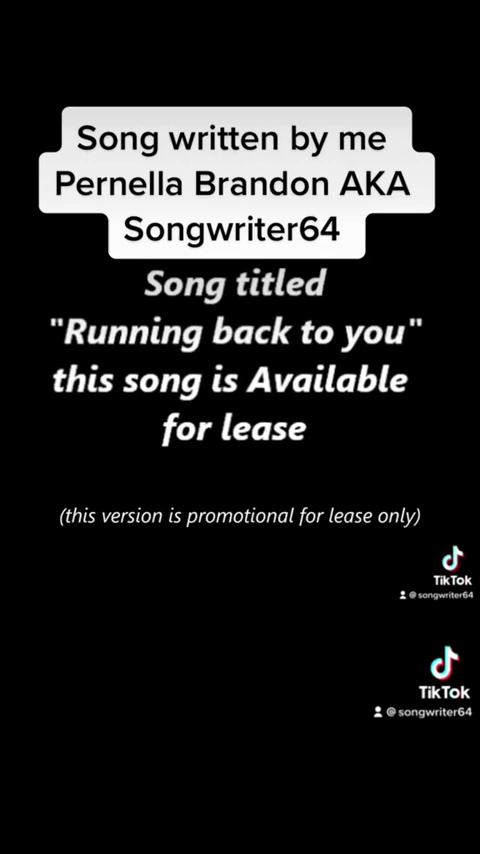 Song written by me
Pernella Brandon AKA
Songwriter64
Song titled
"Running back to you"
this song is Available
for lease
(this version is promotional for lease only)
TikTok
@songwriter64
TikTok
@songwriter64